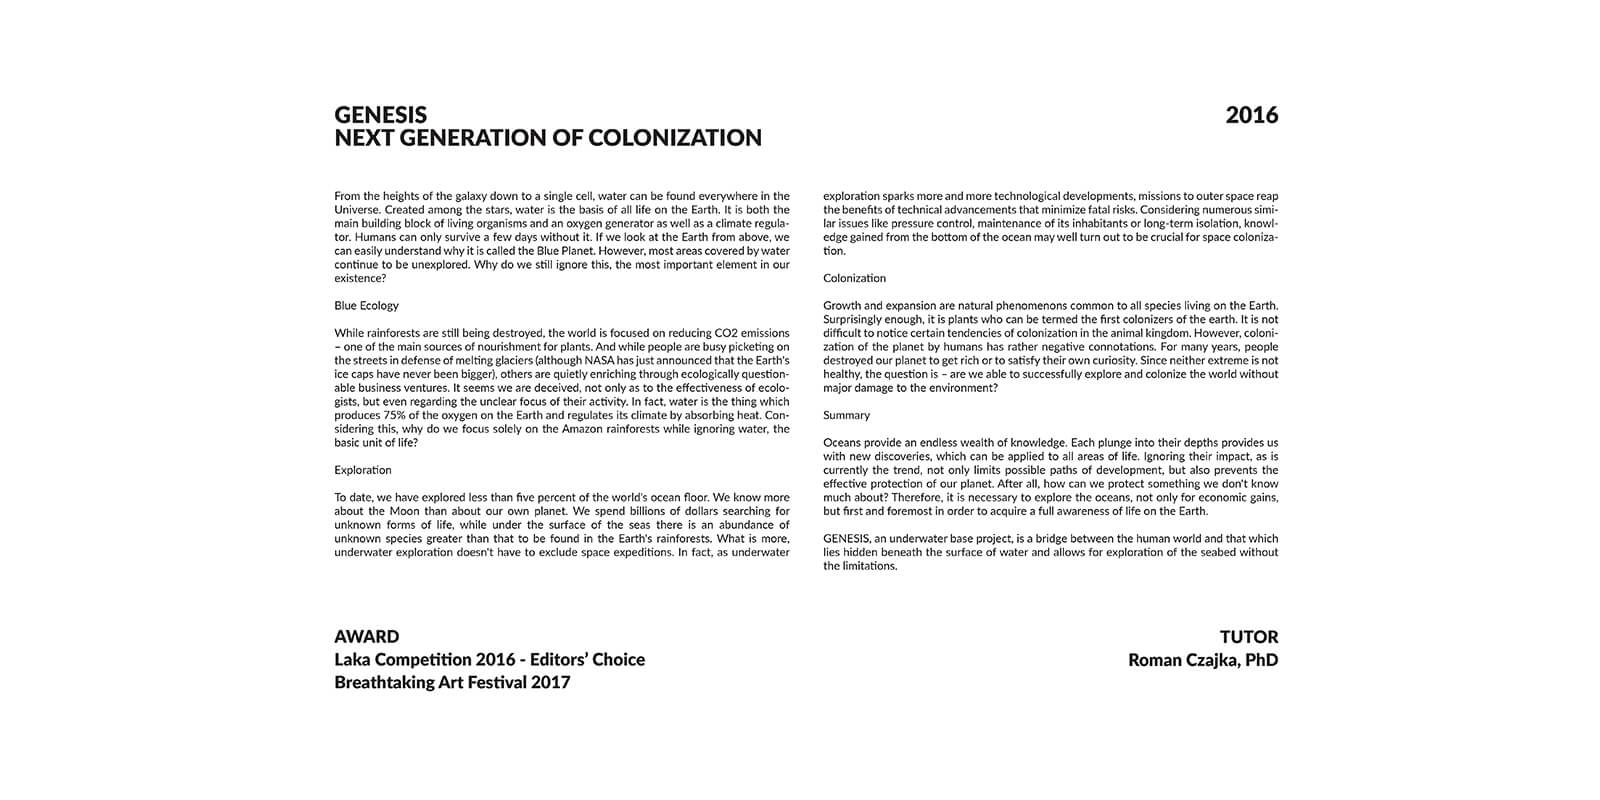 GENESIS
NEXT GENERATION OF COLONIZATION
2016
From the heights of the galaxy down to a single cell, water can be found everywhere in the
Universe. Created among the stars, water is the basis of all life on the Earth. It is both the
main building block of living organisms and an oxygen generator as well as a climate regula-
tor. Humans can only survive a few days without it. If we look at the Earth from above, we
can easily understand why it is called the Blue Planet. However, most areas covered by water
continue to be unexplored. Why do we still ignore this, the most important element in our
existence?
Blue Ecology
While rainforests are still being destroyed, the world is focused on reducing CO2 emissions
– one of the main sources of nourishment for plants. And while people are busy picketing on
the streets in defense of melting glaciers (although NASA has just announced that the Earth's
ice caps have never been bigger), others are quietly enriching through ecologically question-
able business ventures. It seems we are deceived, not only as to the effectiveness of ecolo-
gists, but even regarding the unclear focus of their activity. In fact, water is the thing which
produces 75% of the oxygen on the Earth and regulates its climate by absorbing heat. Con-
sidering this, why do we focus solely on the Amazon rainforests while ignoring water, the
basic unit of life?
Exploration
To date, we have explored less than five percent of the world's ocean floor. We know more
about the Moon than about our own planet. We spend billions of dollars searching for
unknown forms of life, while under the surface of the seas there is an abundance of
unknown species greater than that to be found in the Earth's rainforests. What is more,
underwater exploration doesn't have to exclude space expeditions. In fact, as underwater
exploration sparks more and more technological developments, missions to outer space reap
the benefits of technical advancements that minimize fatal risks. Considering numerous simi-
lar issues like pressure control, maintenance of its inhabitants or long-term isolation, knowl-
edge gained from the bottom of the ocean may well turn out to be crucial for space coloniza-
tion.
Colonization
Growth and expansion are natural phenomenons common to all species living on the Earth.
Surprisingly enough, it is plants who can be termed the first colonizers of the earth. It is not
difficult to notice certain tendencies of colonization in the animal kingdom. However, coloni-
zation of the planet by humans has rather negative connotations. For many years, people
destroyed our planet to get rich or to satisfy their own curiosity. Since neither extreme is not
healthy, the question is – are we able to successfully explore and colonize the world without
major damage to the environment?
Summary
Oceans provide an endless wealth of knowledge. Each plunge into their depths provides us
with new discoveries, which can be applied to all areas of life. Ignoring their impact, as is
currently the trend, not only limits possible paths of development, but also prevents the
effective protection of our planet. After all, how can we protect something we don't know
much about? Therefore, it is necessary to explore the oceans, not only for economic gains,
but first and foremost in order to acquire a full awareness of life on the Earth.
GENESIS, an underwater base project, is a bridge between the human world and that which
lies hidden beneath the surface of water and allows for exploration of the seabed without
the limitations.
AWARD
Laka Competition 2016 - Editors’ Choice
Breathtaking Art Festival 2017
TUTOR
Roman Czajka, PhD